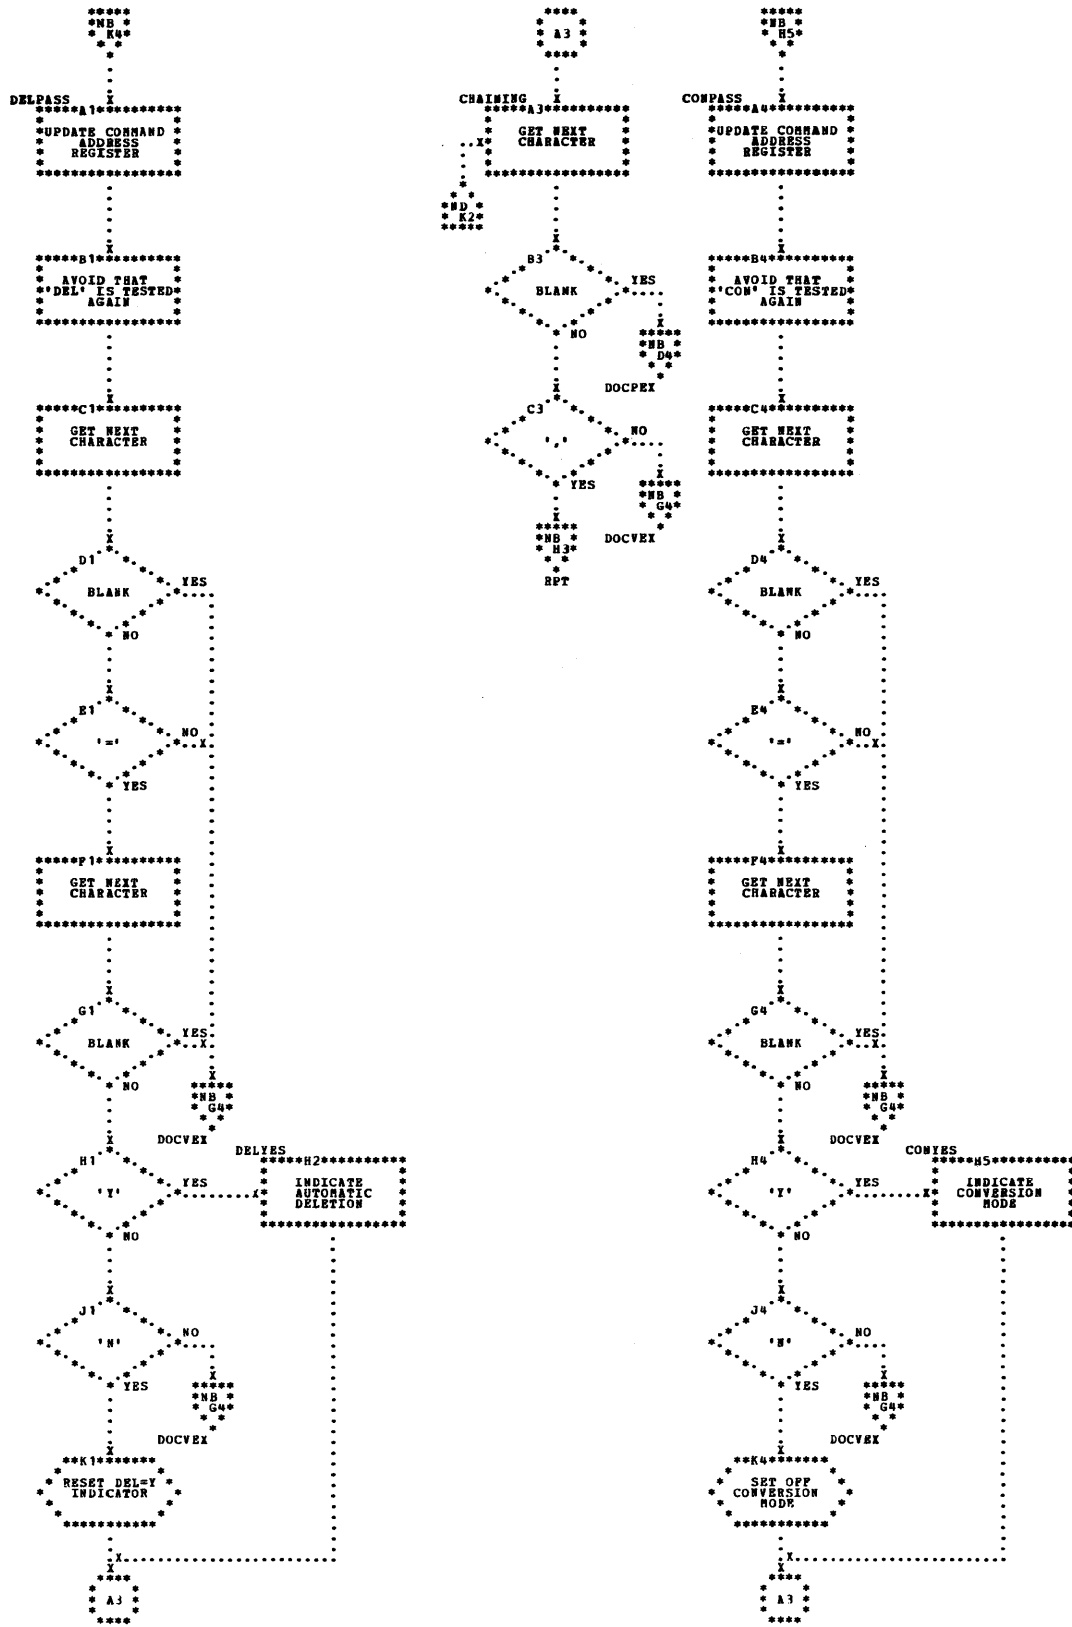 NB
K4
DELPASS
A1
UPDATE COMMAND
ADDRESS
REGISTER
B1
AVOID THAT
'DEL' IS TESTED
AGAIN
C1
GET NEXT
CHARACTER
D1
BLANK
YES
NO
E1
'='
NO
YES
F1
GET NEXT
CHARACTER
G1
BLANK
YES
NO
NB
G4
DOCVEX
H1
'Y'
YES
NO
DELYES
H2
INDICATE
AUTOMATIC
DELETION
J1
'N'
NO
YES
NB
G4
DOCVEX
K1
RESET DEL=Y
INDICATOR
A3
A3
CHAINING
A3
GET NEXT
CHARACTER
ND
K2
B3
BLANK
YES
NO
NB
D4
DOCPEX
C3
','
NO
YES
NB
G4
DOCVEX
NB
H3
RPT
NB
H5
CONPASS
A4
UPDATE COMMAND
ADDRESS
REGISTER
B4
AVOID THAT
'CON' IS TESTED
AGAIN
C4
GET NEXT
CHARACTER
D4
BLANK
YES
NO
E4
'='
NO
YES
F4
GET NEXT
CHARACTER
G4
BLANK
YES
NO
NB
G4
DOCVEX
H4
'Y'
YES
NO
CONYES
H5
INDICATE
CONVERSION
MODE
J4
'N'
NO
YES
NB
G4
DOCVEX
K4
SET OFF
CONVERSION
MODE
A3